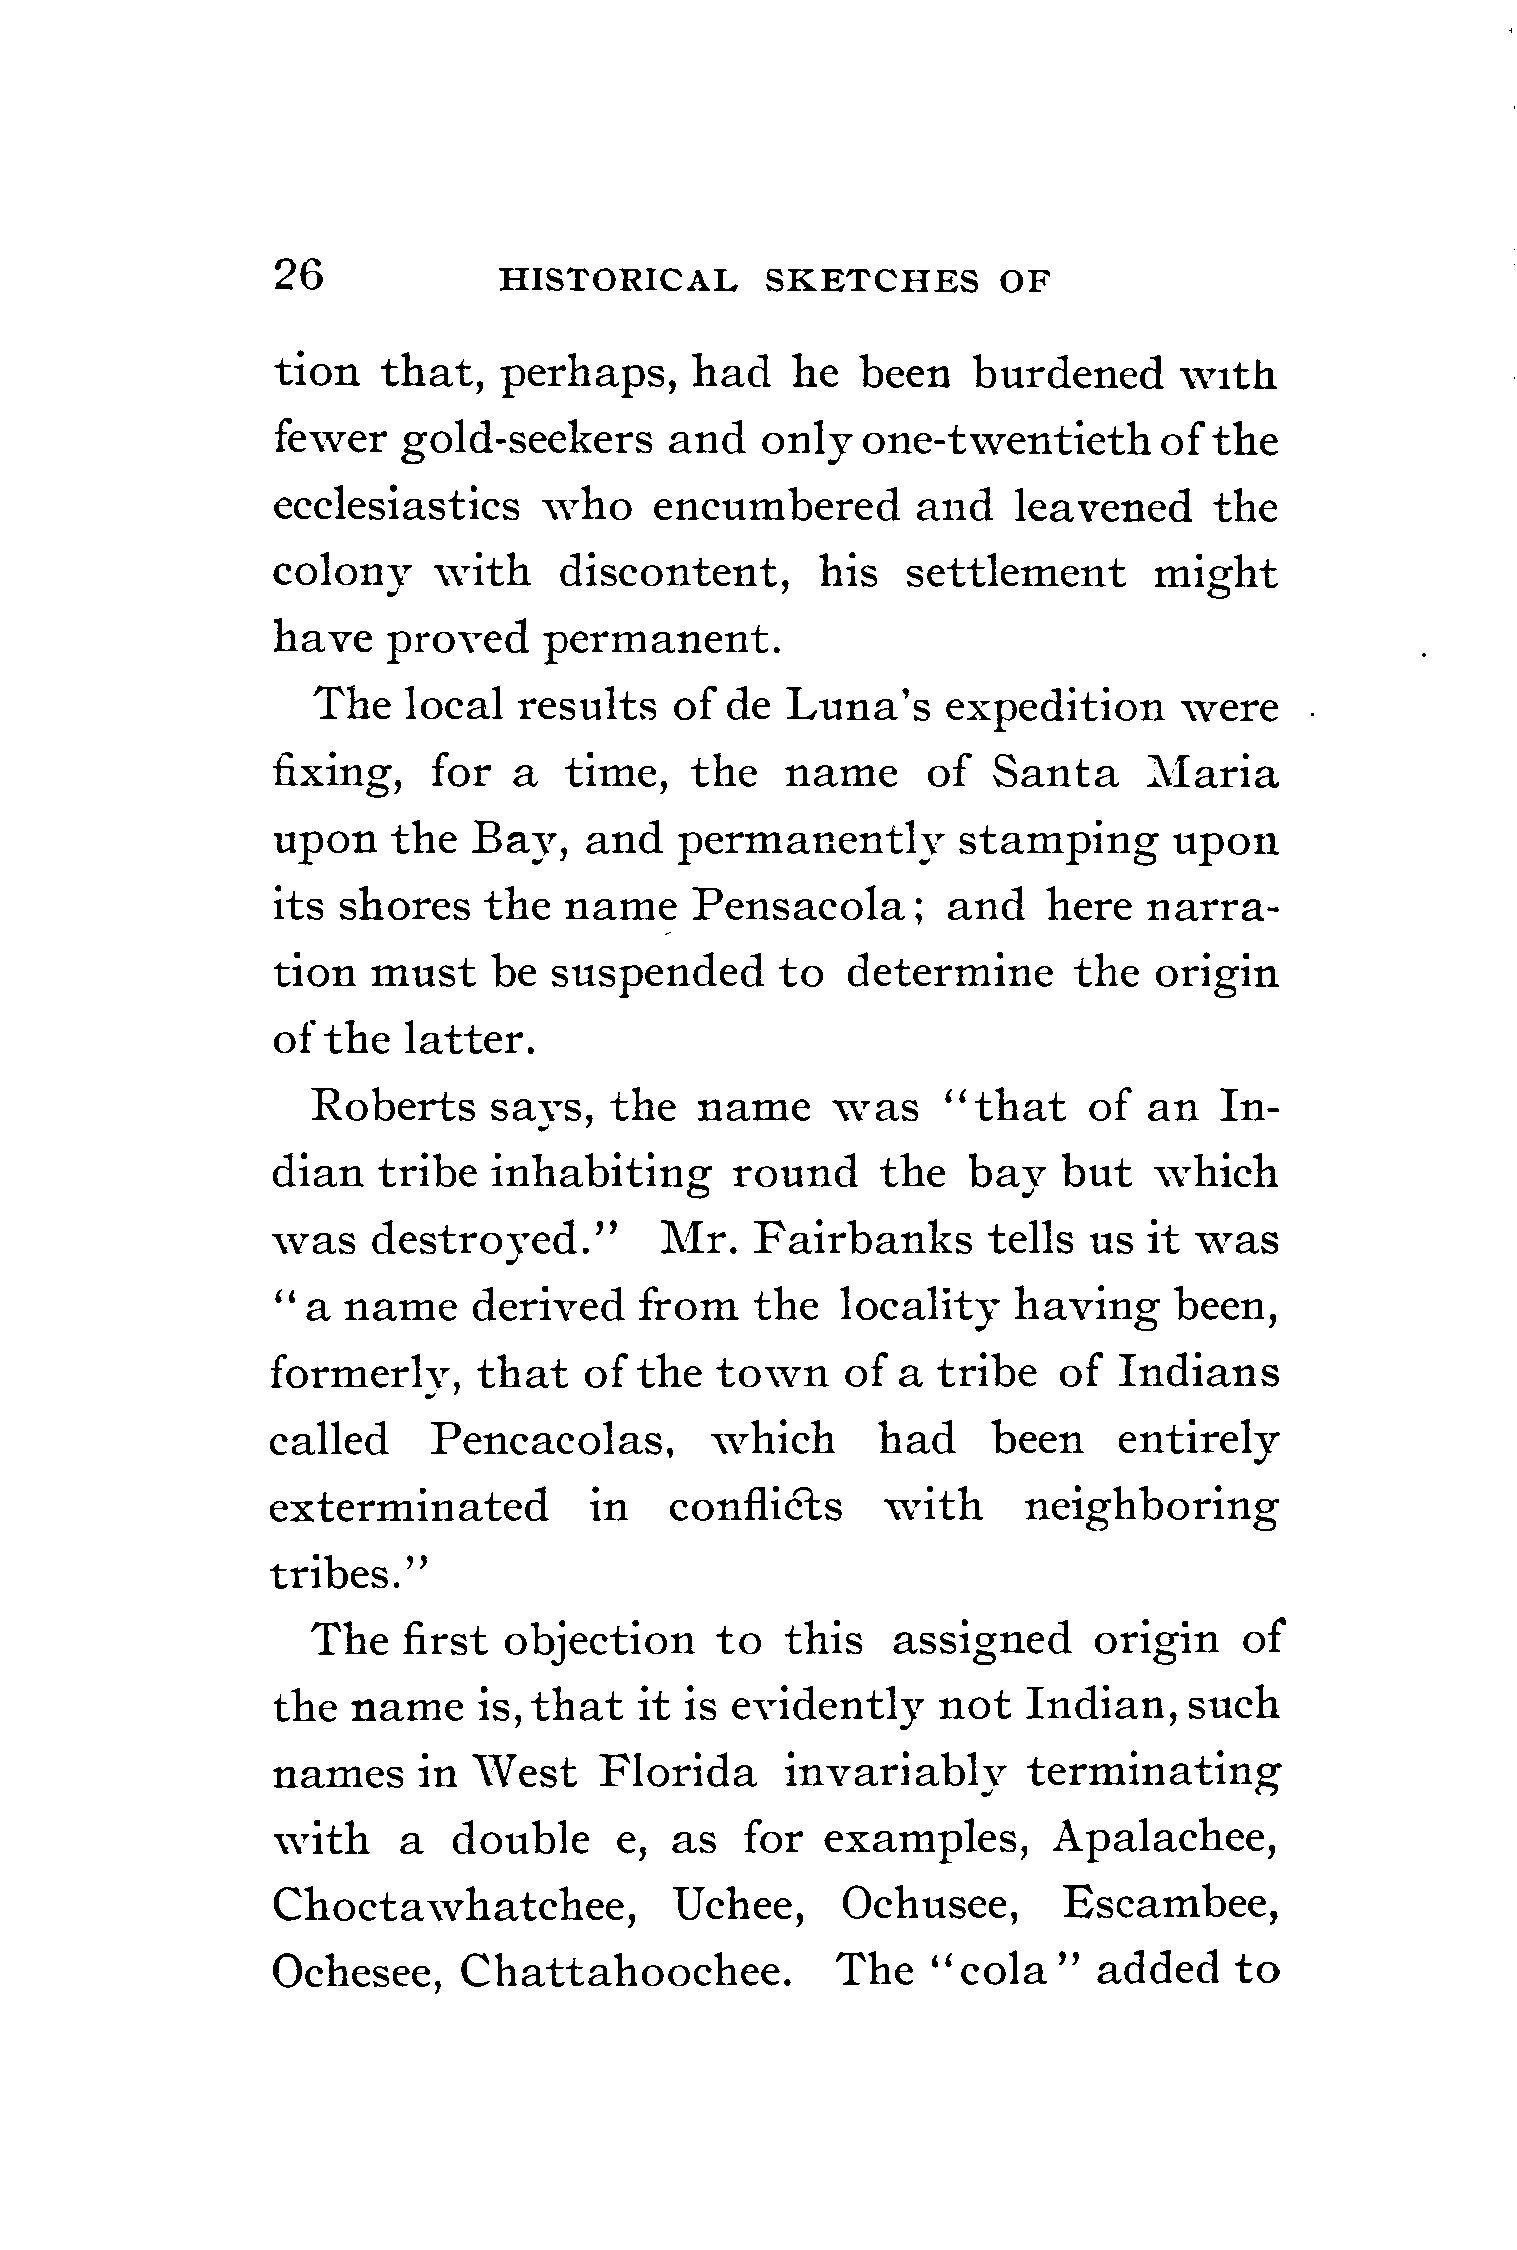 26 HISTORICAL SKETCHES OF
tion that, perhaps, had he been burdened with
fewer gold-seekers and only one-twentieth of the
ecclesiastics who encumbered and leavened the
colony with discontent, his settlement might
have proved permanent.
The local results of de Luna's expedition were
fixing, for a time, the name of Santa Maria
upon the Bay, and permanently stamping upon
its shores the name Pensacola; and here narra-
tion must be suspended to determine the origin
of the latter.
Roberts says, the name was "that of an In-
dian tribe inhabiting round the bay but which
was destroyed." Mr. Fairbanks tells us it was
"a name derived from the locality having been,
formerly, that of the town of a tribe of Indians
called Pencacolas, which had been entirely
exterminated in conflicts with neighboring
tribes."
The first objection to this assigned origin of
the name is, that it is evidently not Indian, such
names in West Florida invariably terminating
with a double e, as for examples, Apalachee,
Choctawhatchee, Uchee, Ochusee, Escambee,
Ochesee, Chattahoochee. The "cola" added to